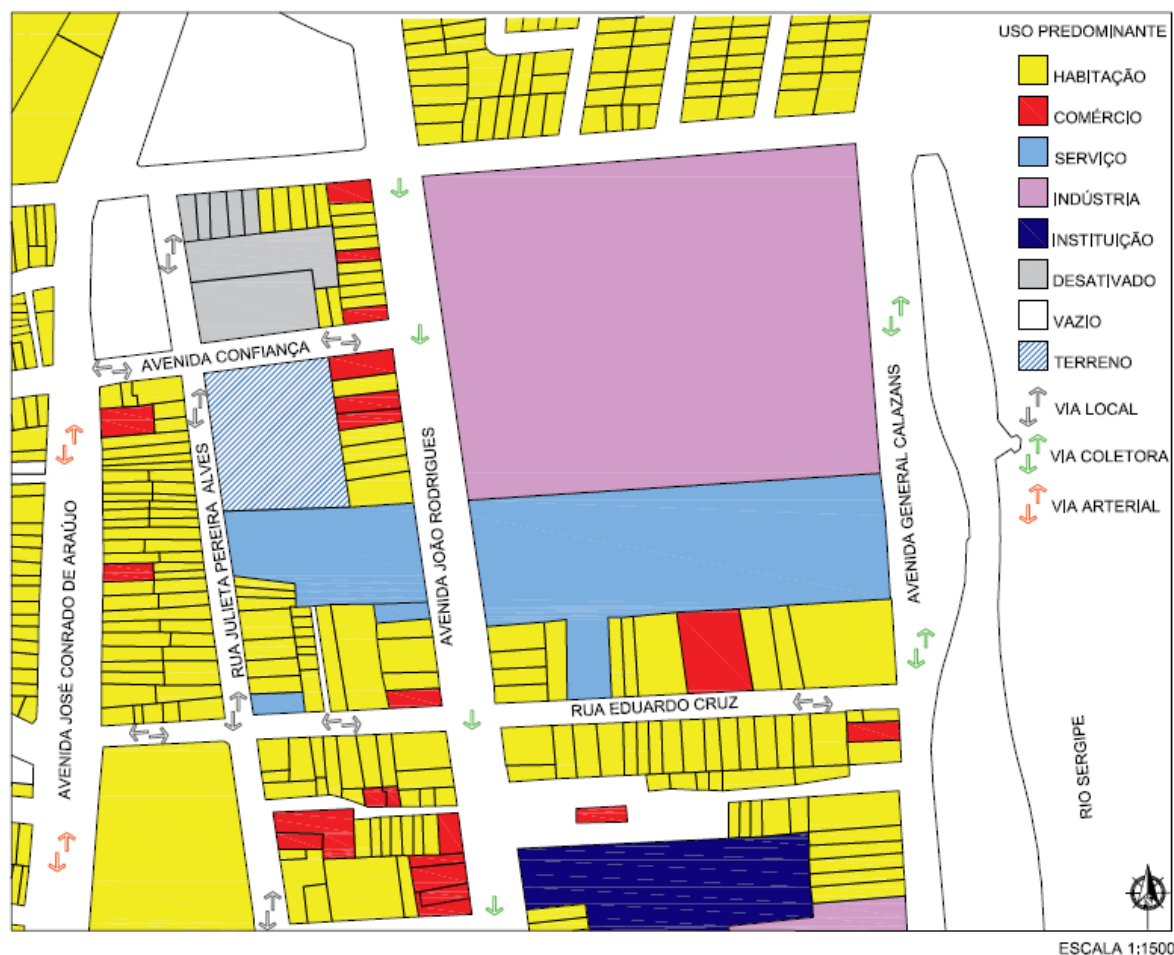 USO PREDOMINANTE
HABITAÇÃO
COMÉRCIO
SERVIÇO
INDÚSTRIA
INSTITUIÇÃO
DESATIVADO
VAZIO
TERRENO
VIA LOCAL
VIA COLETORA
VIA ARTERIAL
AVENIDA CONFIANÇA
AVENIDA JOSÉ CONRADO DE ARAÚJO
RUA JULIETA PEREIRA ALVES
AVENIDA JOÃO RODRIGUES
AVENIDA GENERAL CALAZANS
RUA EDUARDO CRUZ
RIO SERGIPE
ESCALA 1:1500